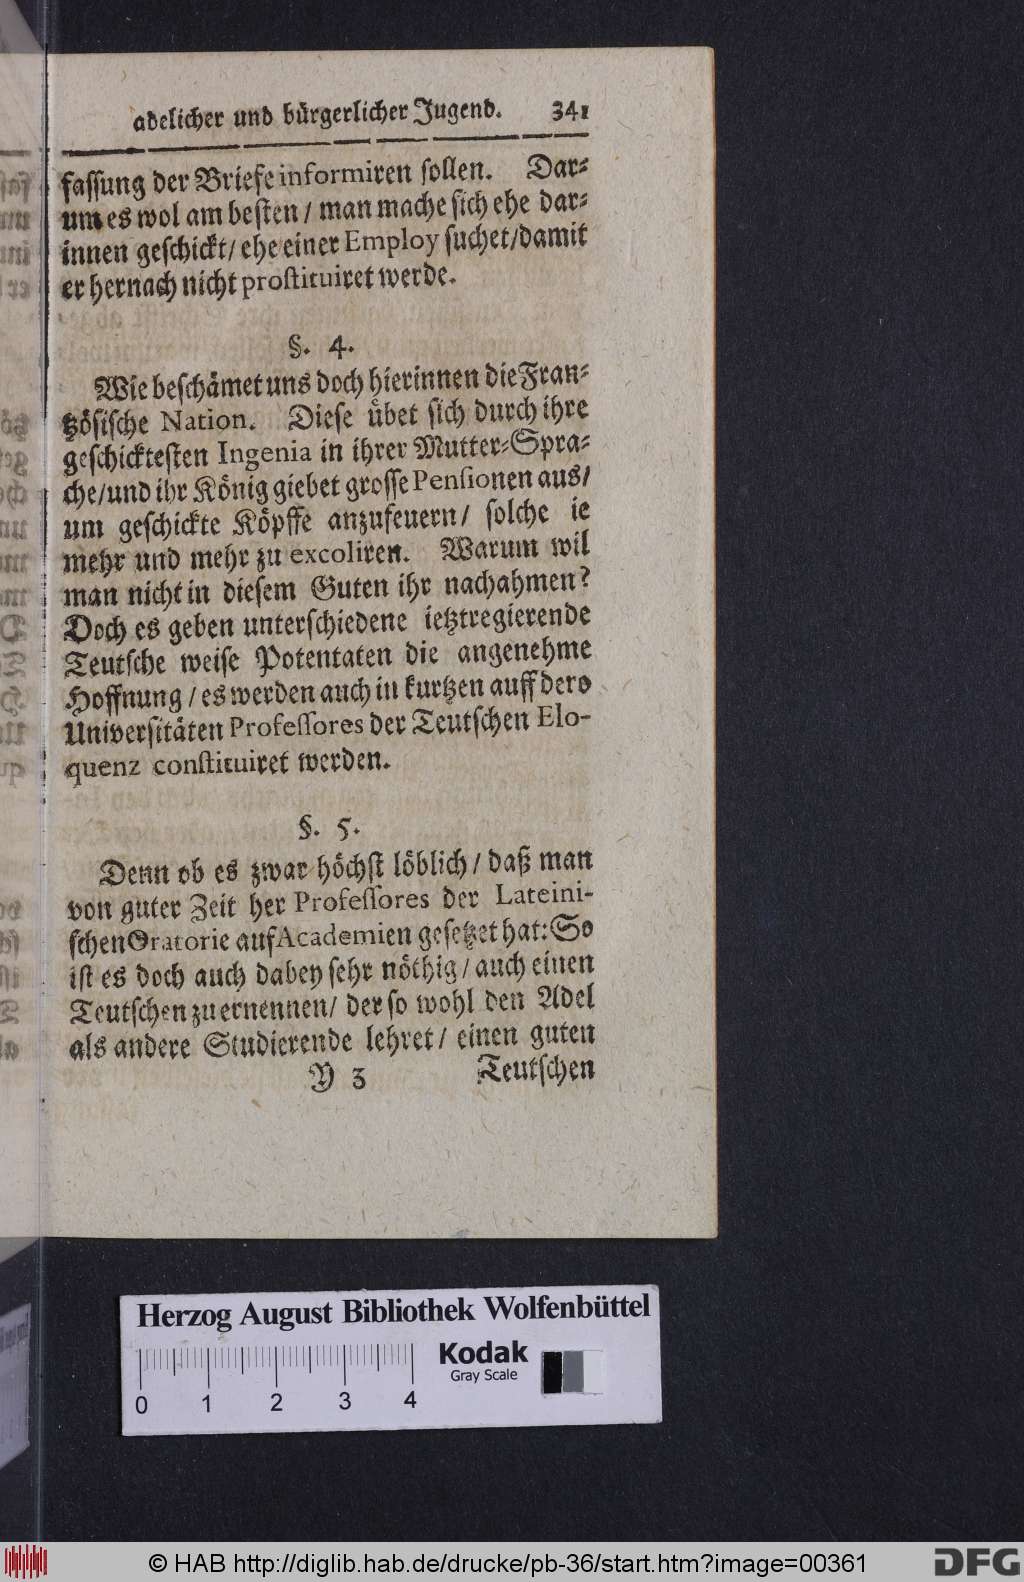 adelicher und bürgerlicher Jugend. 341
fassung der Briefe informiren sollen. Dar-
um es wol am besten / man mache sich ehe dar-
innen geschickt / ehe einer Employ suchet / damit
er hernach nicht prostituiret werde.
§. 4.
Wie beschämet uns doch hierinnen die Fran-
tzösische Nation. Diese übet sich durch ihre
geschicktesten Ingenia in ihrer Mutter-Spra-
che / und ihr König giebet grosse Pensionen aus /
um geschickte Köpffe anzufeuern / solche ie
mehr und mehr zu excoliren. Warum wil
man nicht in diesem Guten ihr nachahmen?
Doch es geben unterschiedene ietztregierende
Teutsche weise Potentaten die angenehme
Hoffnung / es werden auch in kurtzen auff dero
Universitäten Professores der Teutschen Elo-
quenz constituiret werden.
§. 5.
Denn ob es zwar höchst löblich / daß man
von guter Zeit her Professores der Lateini-
schen Oratorie auf Academien gesetzet hat: So
ist es doch auch dabey sehr nöthig / auch einen
Teutschen zu ernennen / der so wohl den Adel
als andere Studierende lehret / einen guten
Y 3 Teutschen
Herzog August Bibliothek Wolfenbüttel
Kodak
Gray Scale
0 1 2 3 4
© HAB http://diglib.hab.de/drucke/pb-36/start.htm?image=00361
DFG